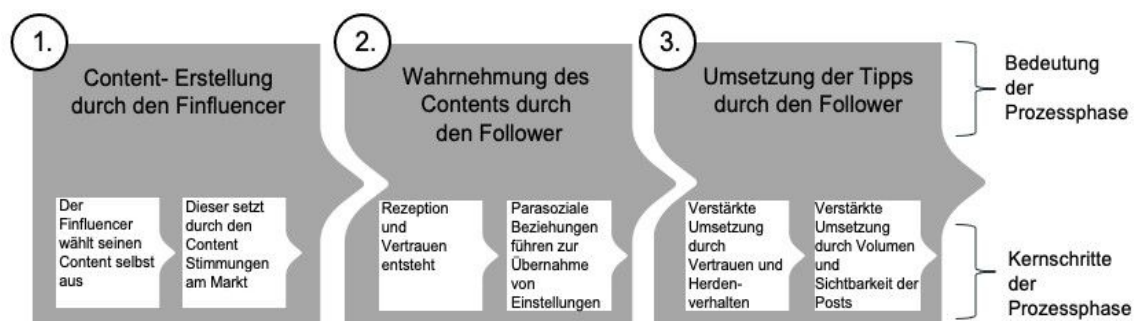 1.
Content- Erstellung
durch den Finfluencer
Der
Finfluencer
wählt seinen
Content selbst
aus
Dieser setzt
durch den
Content
Stimmungen
am Markt
2.
Wahrnehmung des
Contents durch
den Follower
Rezeption
und
Vertrauen
entsteht
Parasoziale
Beziehungen
führen zur
Übernahme
von
Einstellungen
3.
Umsetzung der Tipps
durch den Follower
Verstärkte
Umsetzung
durch
Vertrauen und
Herden-
verhalten
Verstärkte
Umsetzung
durch Volumen
und
Sichtbarkeit der
Posts
Bedeutung
der
Prozessphase
Kernschritte
der
Prozessphase